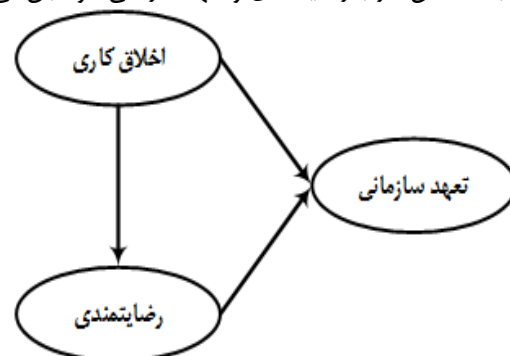 اخلاق کاری
تعهد سازمانی
رضایتمندی